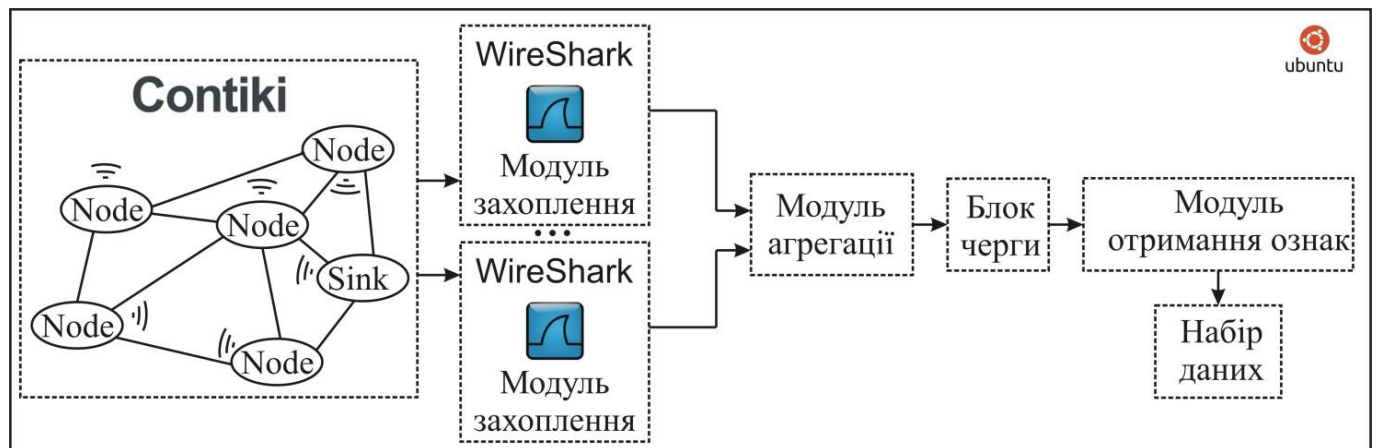 Contiki
Node
Node
Node
Sink
Node
Node
WireShark
Модуль
захоплення
...
WireShark
Модуль
захоплення
Модуль
агрегації
Блок
черги
Модуль
отримання ознак
Набір
даних
ubuntu